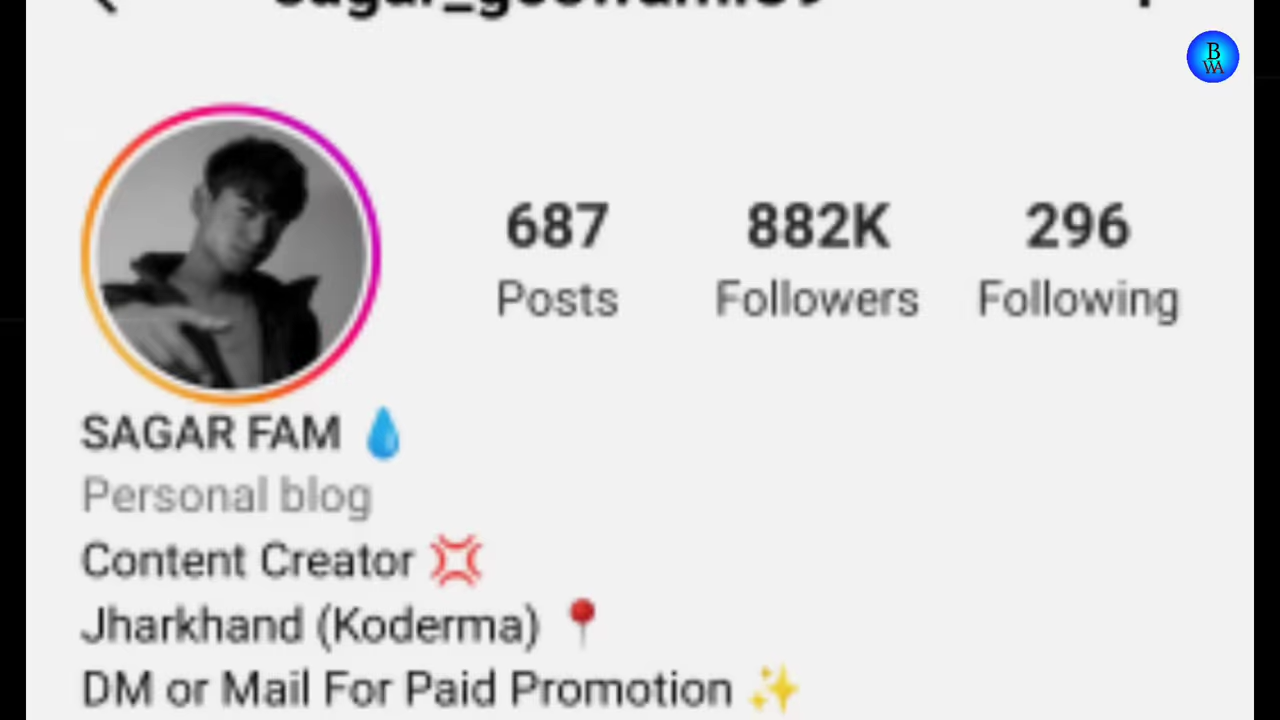 B
WA
687 882K 296
Posts Followers Following
SAGAR FAM 💧
Personal blog
Content Creator 💢
Jharkhand (Koderma) 📍
DM or Mail For Paid Promotion ✨